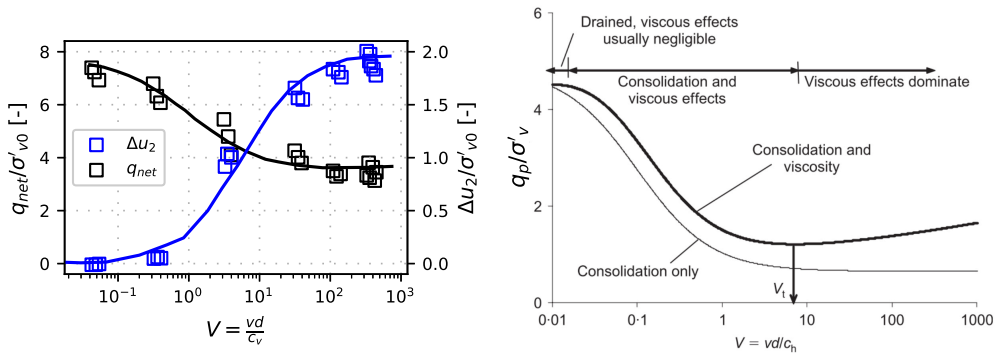 8
6
4
2
0
q_net/σ′_v0 [-]
Δu_2
q_net
2.0
1.5
1.0
0.5
0.0
Δu_2/σ′_v0 [-]
10^-1
10^0
10^1
10^2
10^3
V = vd/c_v
6
4
2
0
q_p/σ'_v
Drained, viscous effects
usually negligible
Consolidation and
viscous effects
Viscous effects dominate
Consolidation and
viscosity
Consolidation only
V_t
0·01
0·1
1
10
100
1000
V = vd/c_h